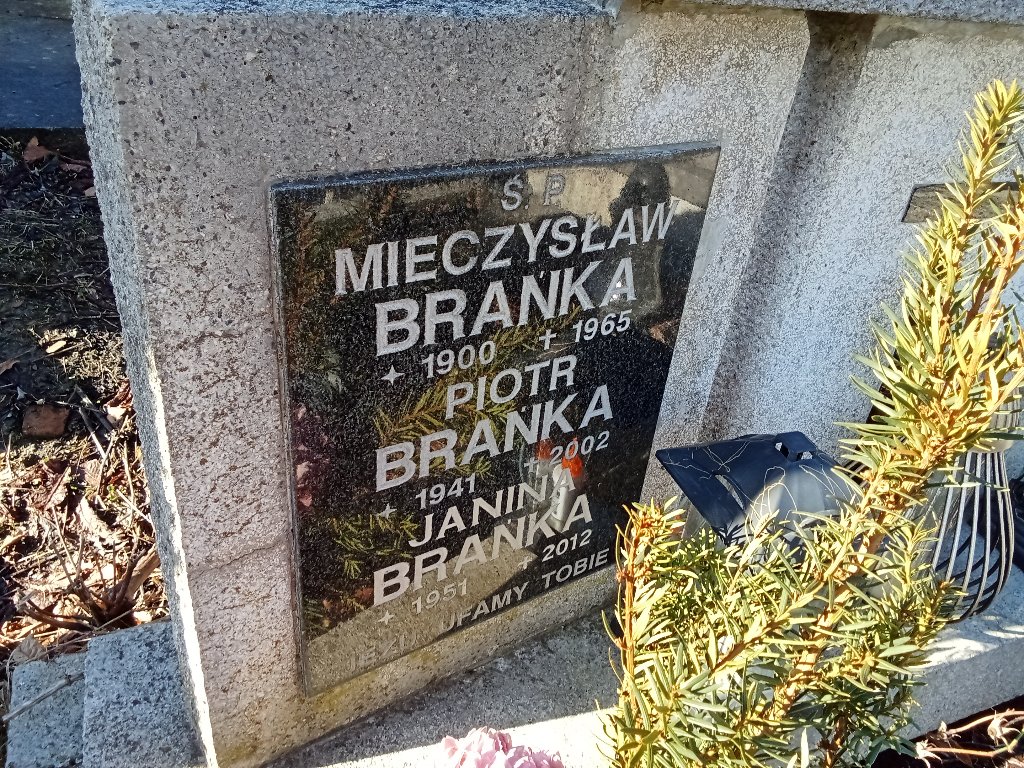 Ś. P.
MIECZYSŁAW
BRAŃKA
1900 + 1965
PIOTR
BRAŃKA
1941 + 2002
JANINA
BRAŃKA
1951 + 2012
JEZU UFAMY TOBIE